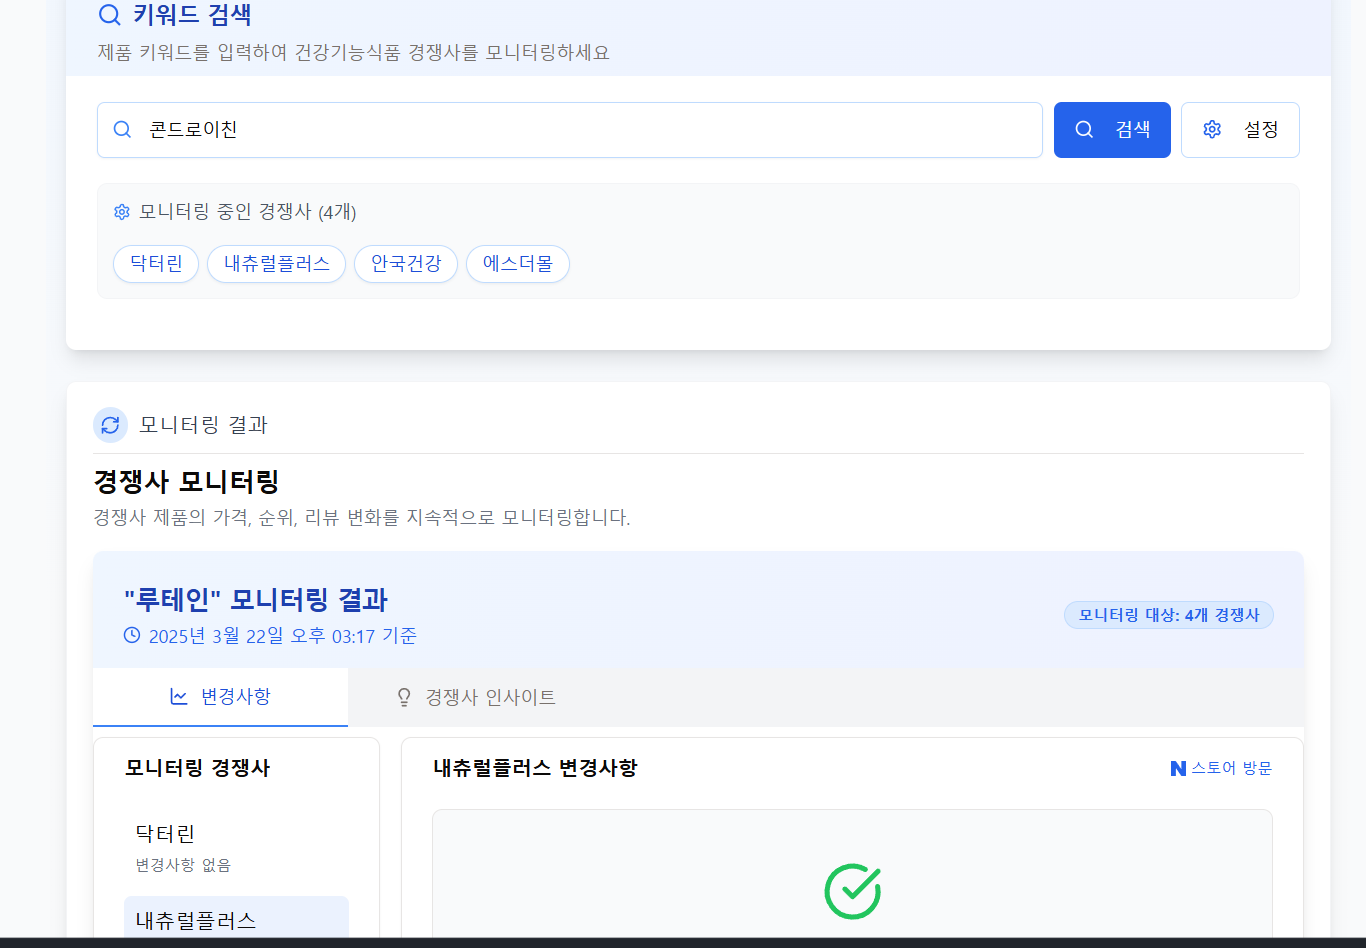 키워드 검색
제품 키워드를 입력하여 건강기능식품 경쟁사를 모니터링하세요
콘드로이친
검색
설정
모니터링 중인 경쟁사 (4개)
닥터린
내츄럴플러스
안국건강
에스더몰
모니터링 결과
경쟁사 모니터링
경쟁사 제품의 가격, 순위, 리뷰 변화를 지속적으로 모니터링합니다.
"루테인" 모니터링 결과
2025년 3월 22일 오후 03:17 기준
모니터링 대상: 4개 경쟁사
변경사항
경쟁사 인사이트
모니터링 경쟁사
닥터린
변경사항 없음
내츄럴플러스
내츄럴플러스 변경사항
N 스토어 방문